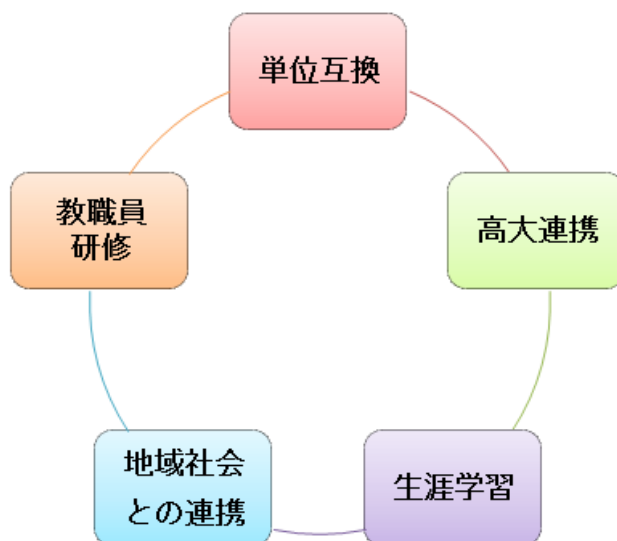 単位互換
高大連携
生涯学習
地域社会
との連携
教職員
研修